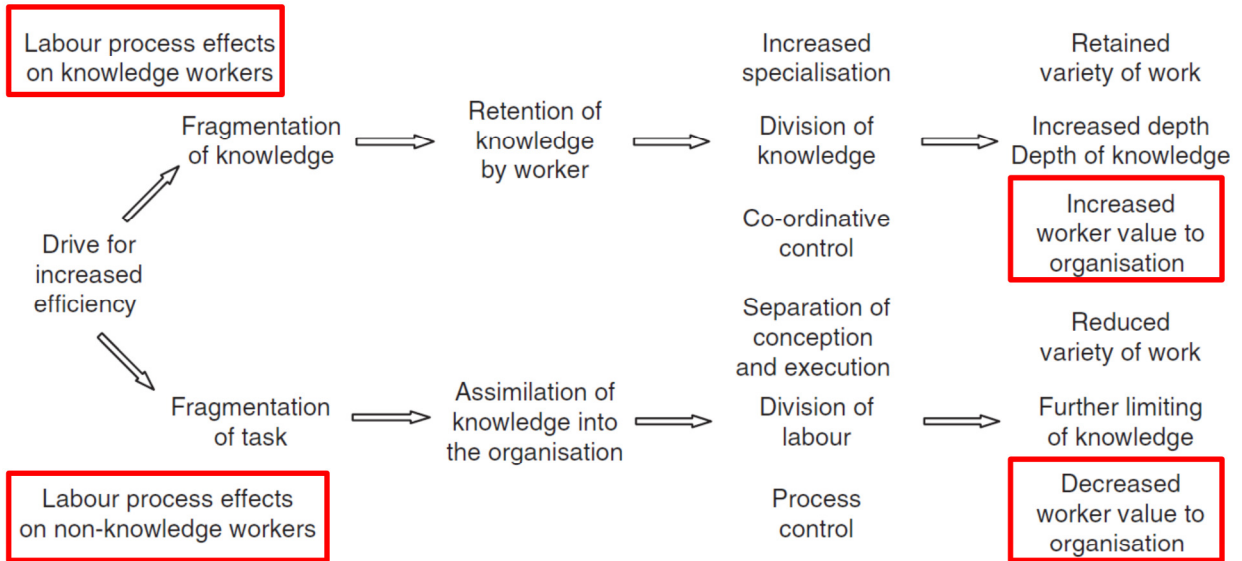 Labour process effects
on knowledge workers
Increased
specialisation
Retained
variety of work
Fragmentation
of knowledge
Retention of
knowledge
by worker
Division of
knowledge
Increased depth
Depth of knowledge
Co-ordinative
control
Increased
worker value to
organisation
Drive for
increased
efficiency
Separation of
conception
and execution
Reduced
variety of work
Fragmentation
of task
Assimilation of
knowledge into
the organisation
Division of
labour
Further limiting
of knowledge
Labour process effects
on non-knowledge workers
Process
control
Decreased
worker value to
organisation